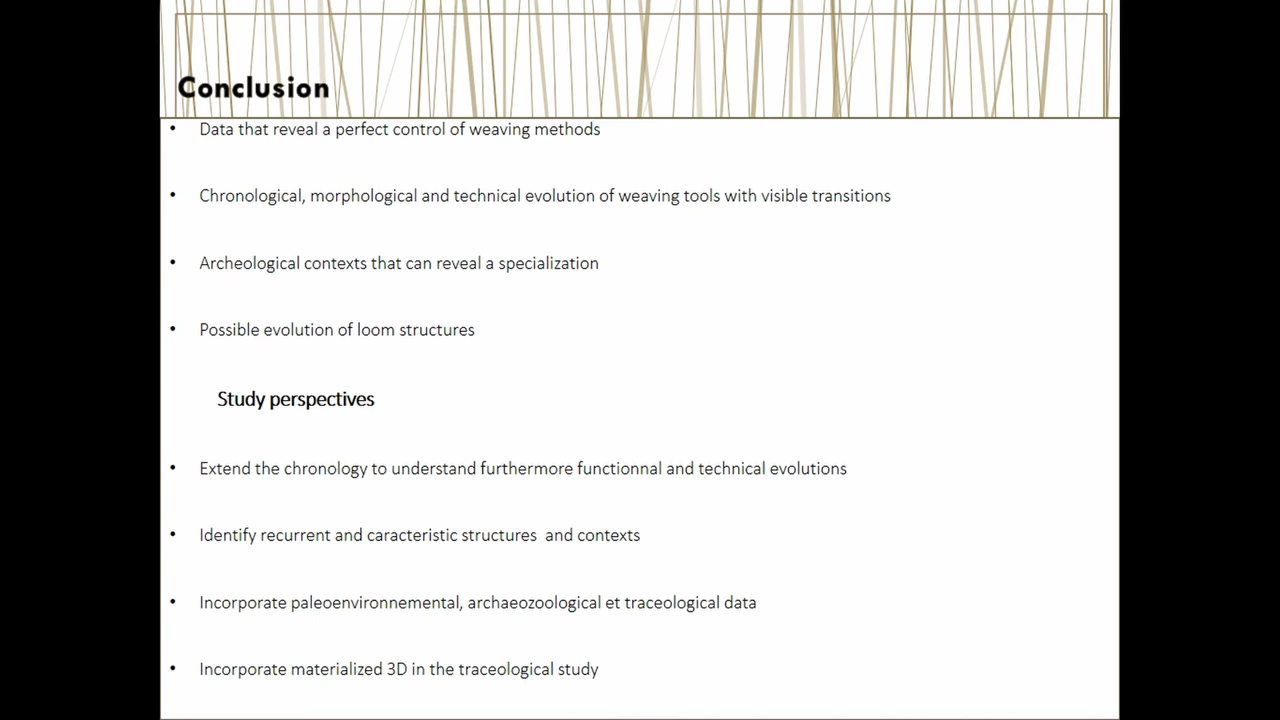 Conclusion
• Data that reveal a perfect control of weaving methods
• Chronological, morphological and technical evolution of weaving tools with visible transitions
• Archeological contexts that can reveal a specialization
• Possible evolution of loom structures
Study perspectives
• Extend the chronology to understand furthermore functionnal and technical evolutions
• Identify recurrent and caracteristic structures  and contexts
• Incorporate paleoenvironnemental, archaeozoological et traceological data
• Incorporate materialized 3D in the traceological study